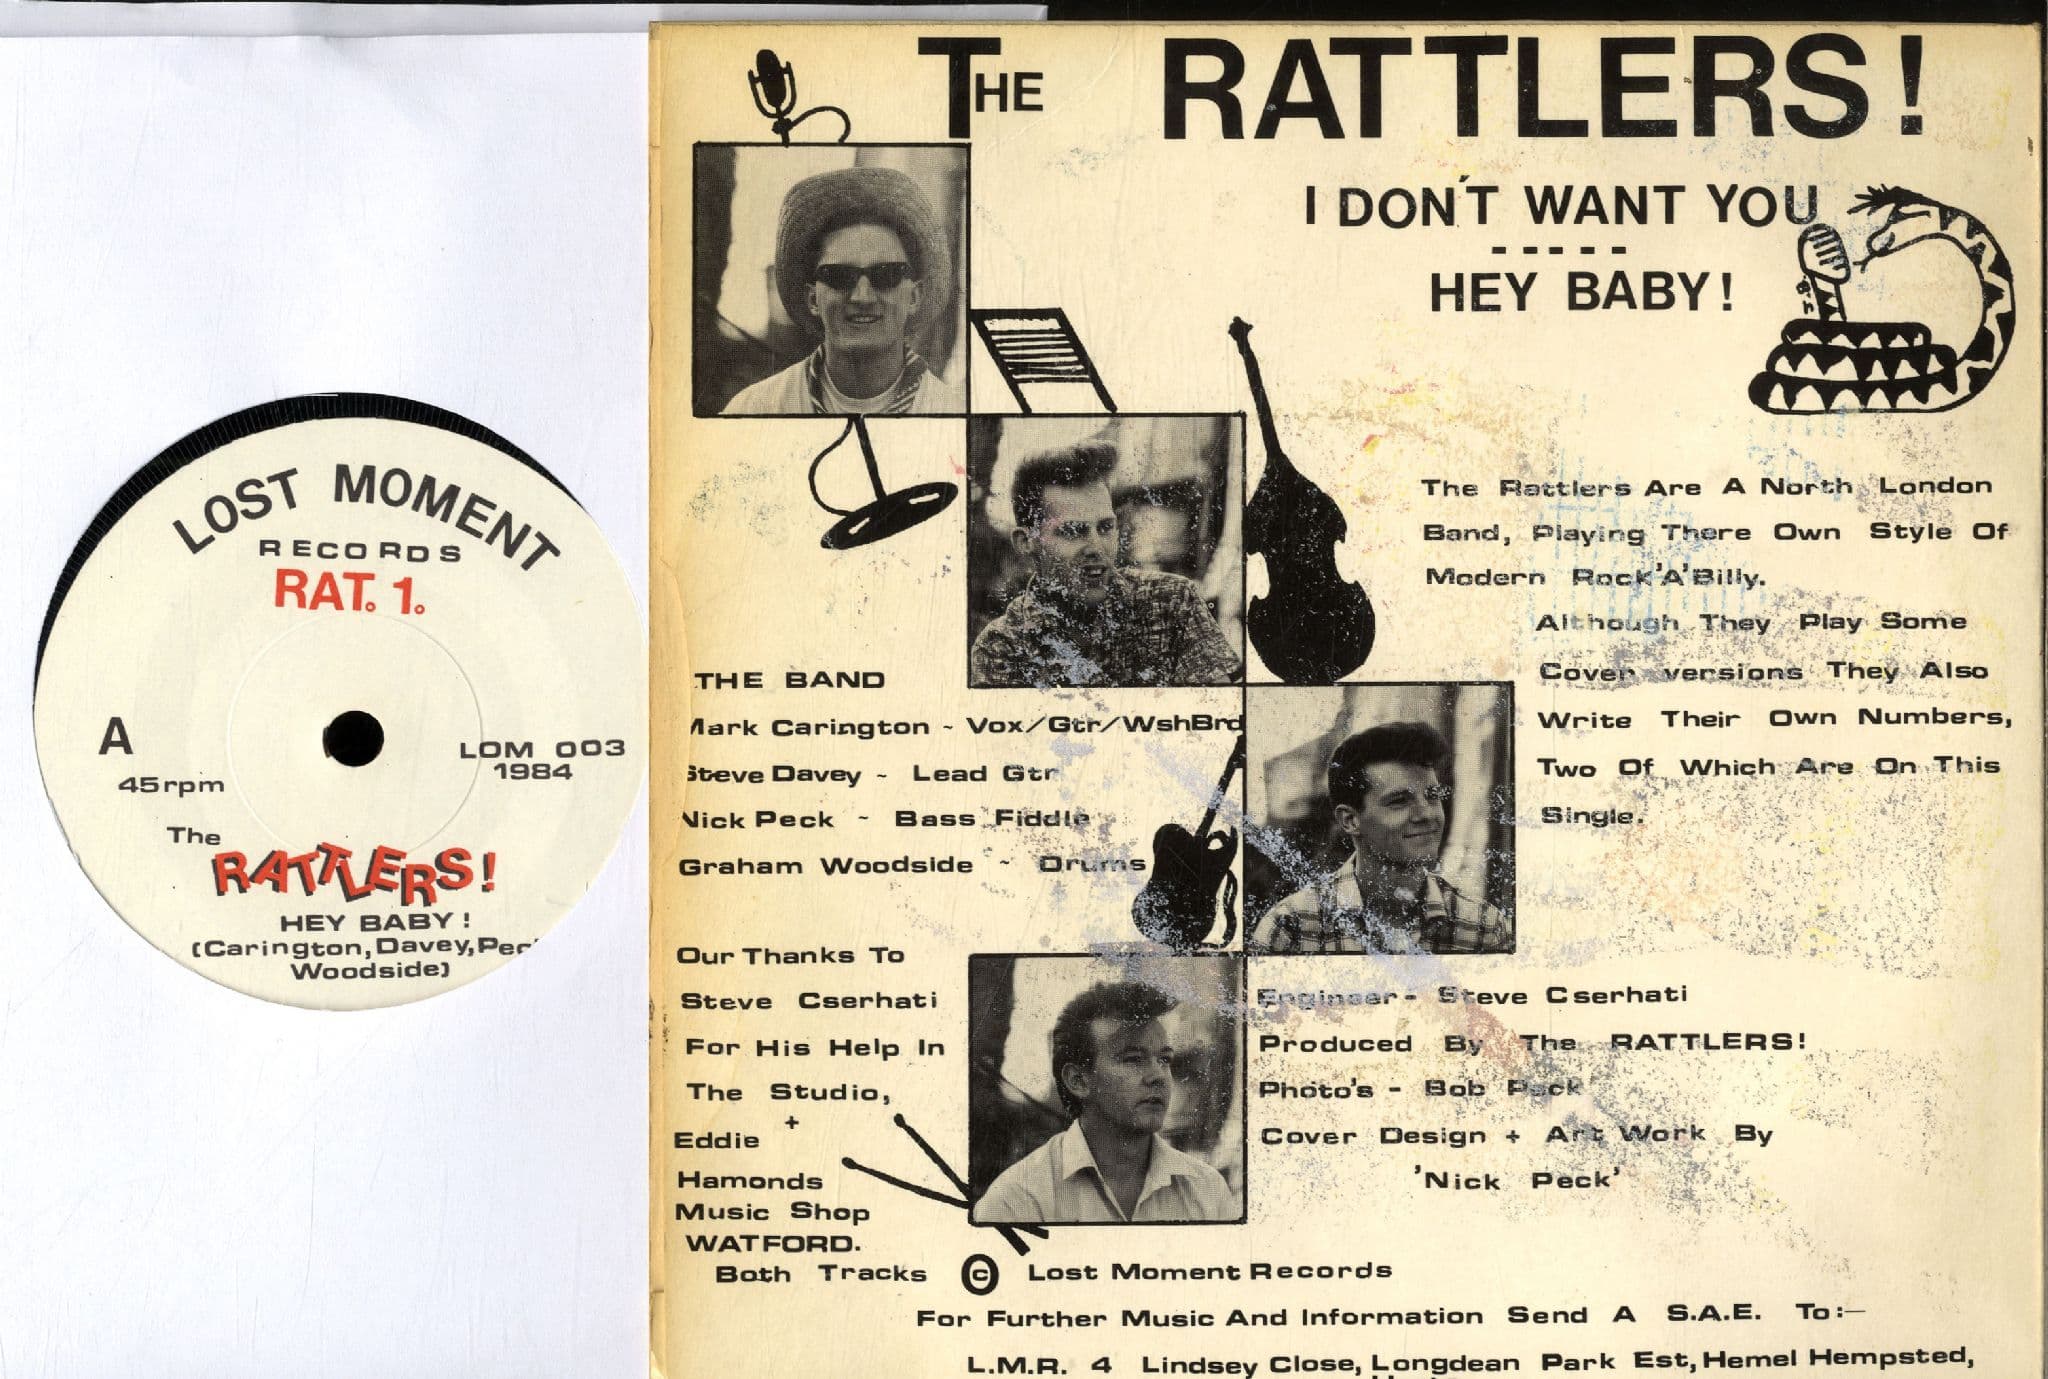 LOST MOMENT
RECORDS
RAT. 1.
A
45rpm
LOM 003
1984
The
RATTLERS!
HEY BABY!
(Carington, Davey,
Woodside)
THE RATTLERS!
I DON'T WANT YOU
-----
HEY BABY!
The Rattlers Are A North London
Band, Playing There Own Style Of
Modern Rock'A'Billy.
Although They Play Some
Cover versions They Also
Write Their Own Numbers,
Two Of Which Are On This
Single.
THE BAND
Mark Carington ~ Vox/Gtr/WshBrd
Steve Davey ~ Lead Gtr
Nick Peck ~ Bass Fiddle
Graham Woodside ~ Drums
Our Thanks To
Steve Cserhati
For His Help In
The Studio,
+
Eddie
Hamonds
Music Shop
WATFORD.
Engineer - Steve Cserhati
Produced By The RATTLERS!
Photo's - Bob Peck
Cover Design + Art Work By
'Nick Peck'
Both Tracks © Lost Moment Records
For Further Music And Information Send A S.A.E. To:—
L.M.R. 4 Lindsey Close, Longdean Park Est, Hemel Hempsted,